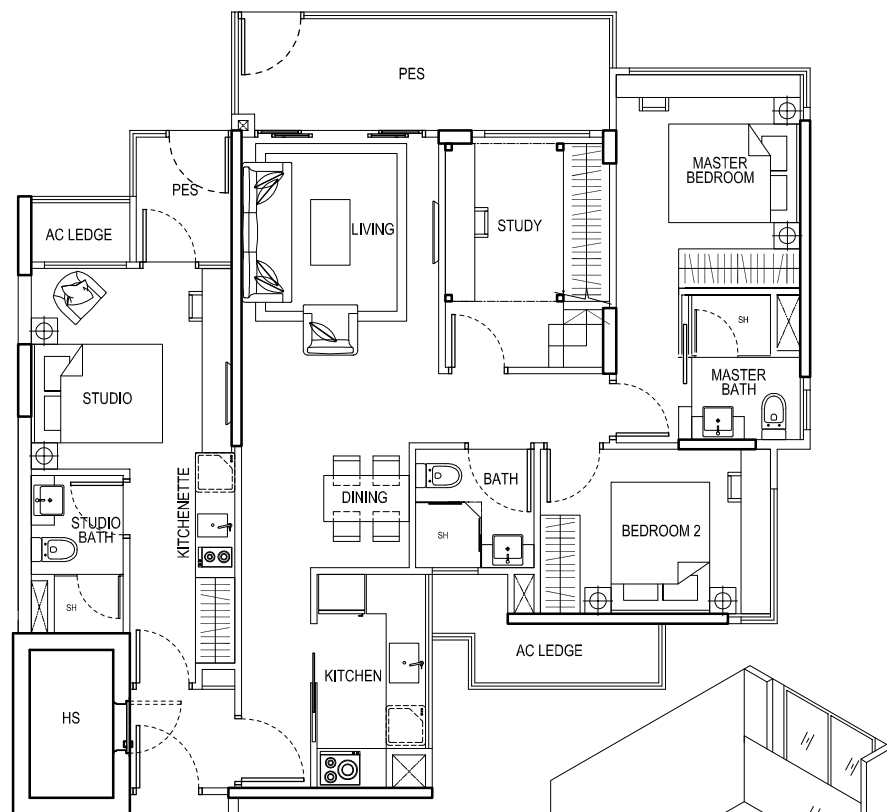 PES
PES
MASTER
BEDROOM
AC LEDGE
LIVING
STUDY
SH
STUDIO
MASTER
BATH
KITCHENETTE
DINING
BATH
STUDIO
BATH
SH
BEDROOM 2
SH
AC LEDGE
KITCHEN
HS